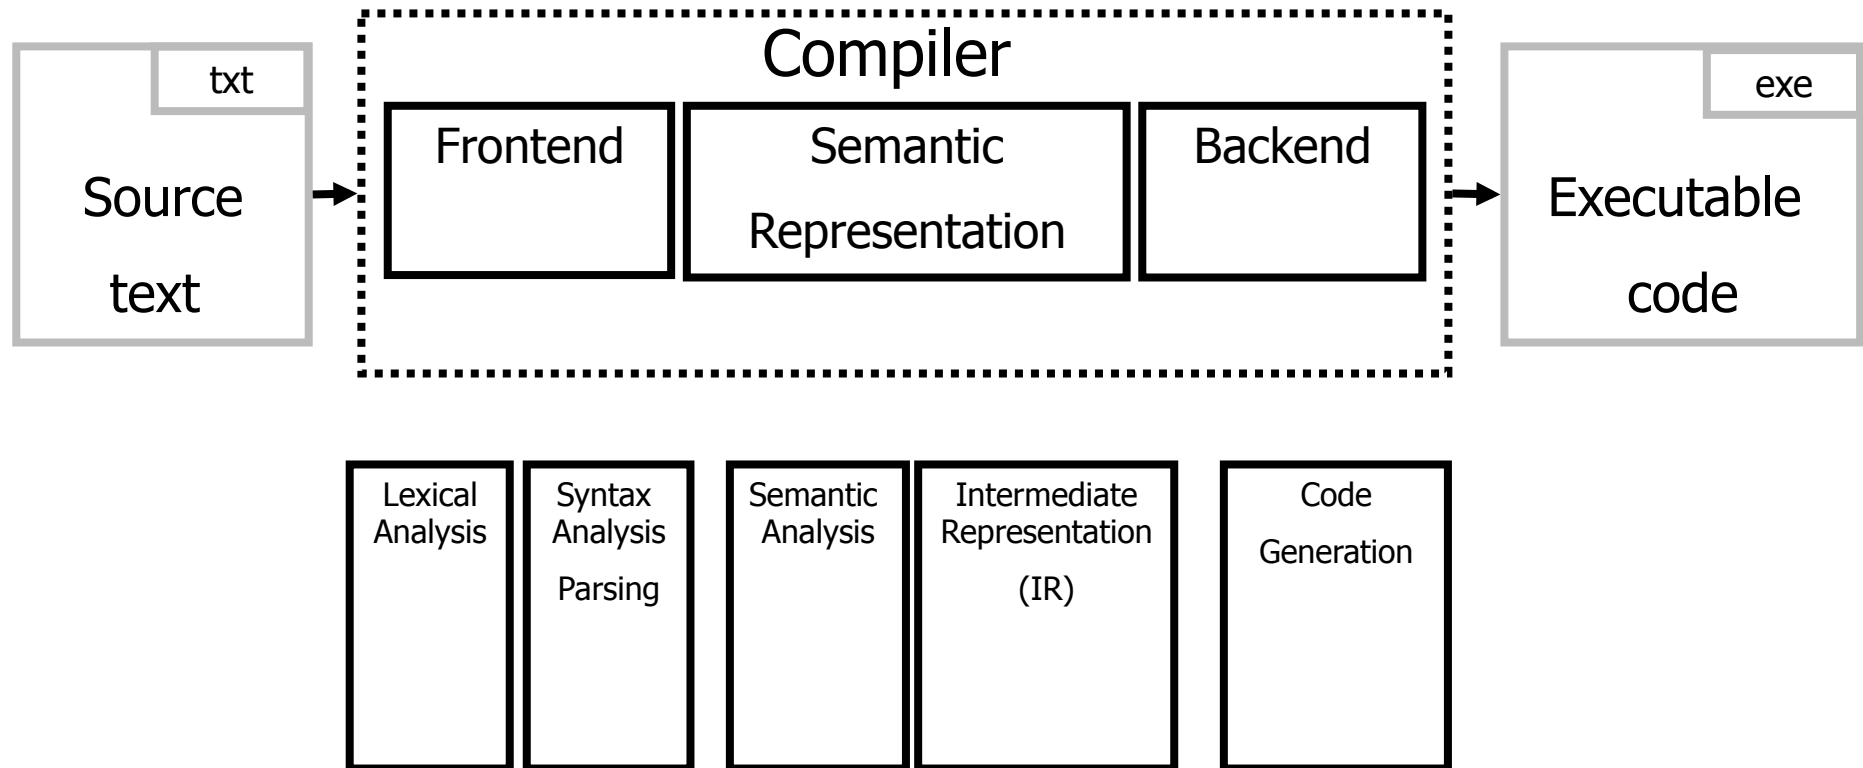 Compiler
txt
Source
text
Frontend
Semantic
Representation
Backend
exe
Executable
code
Lexical
Analysis
Syntax
Analysis
Parsing
Semantic
Analysis
Intermediate
Representation
(IR)
Code
Generation